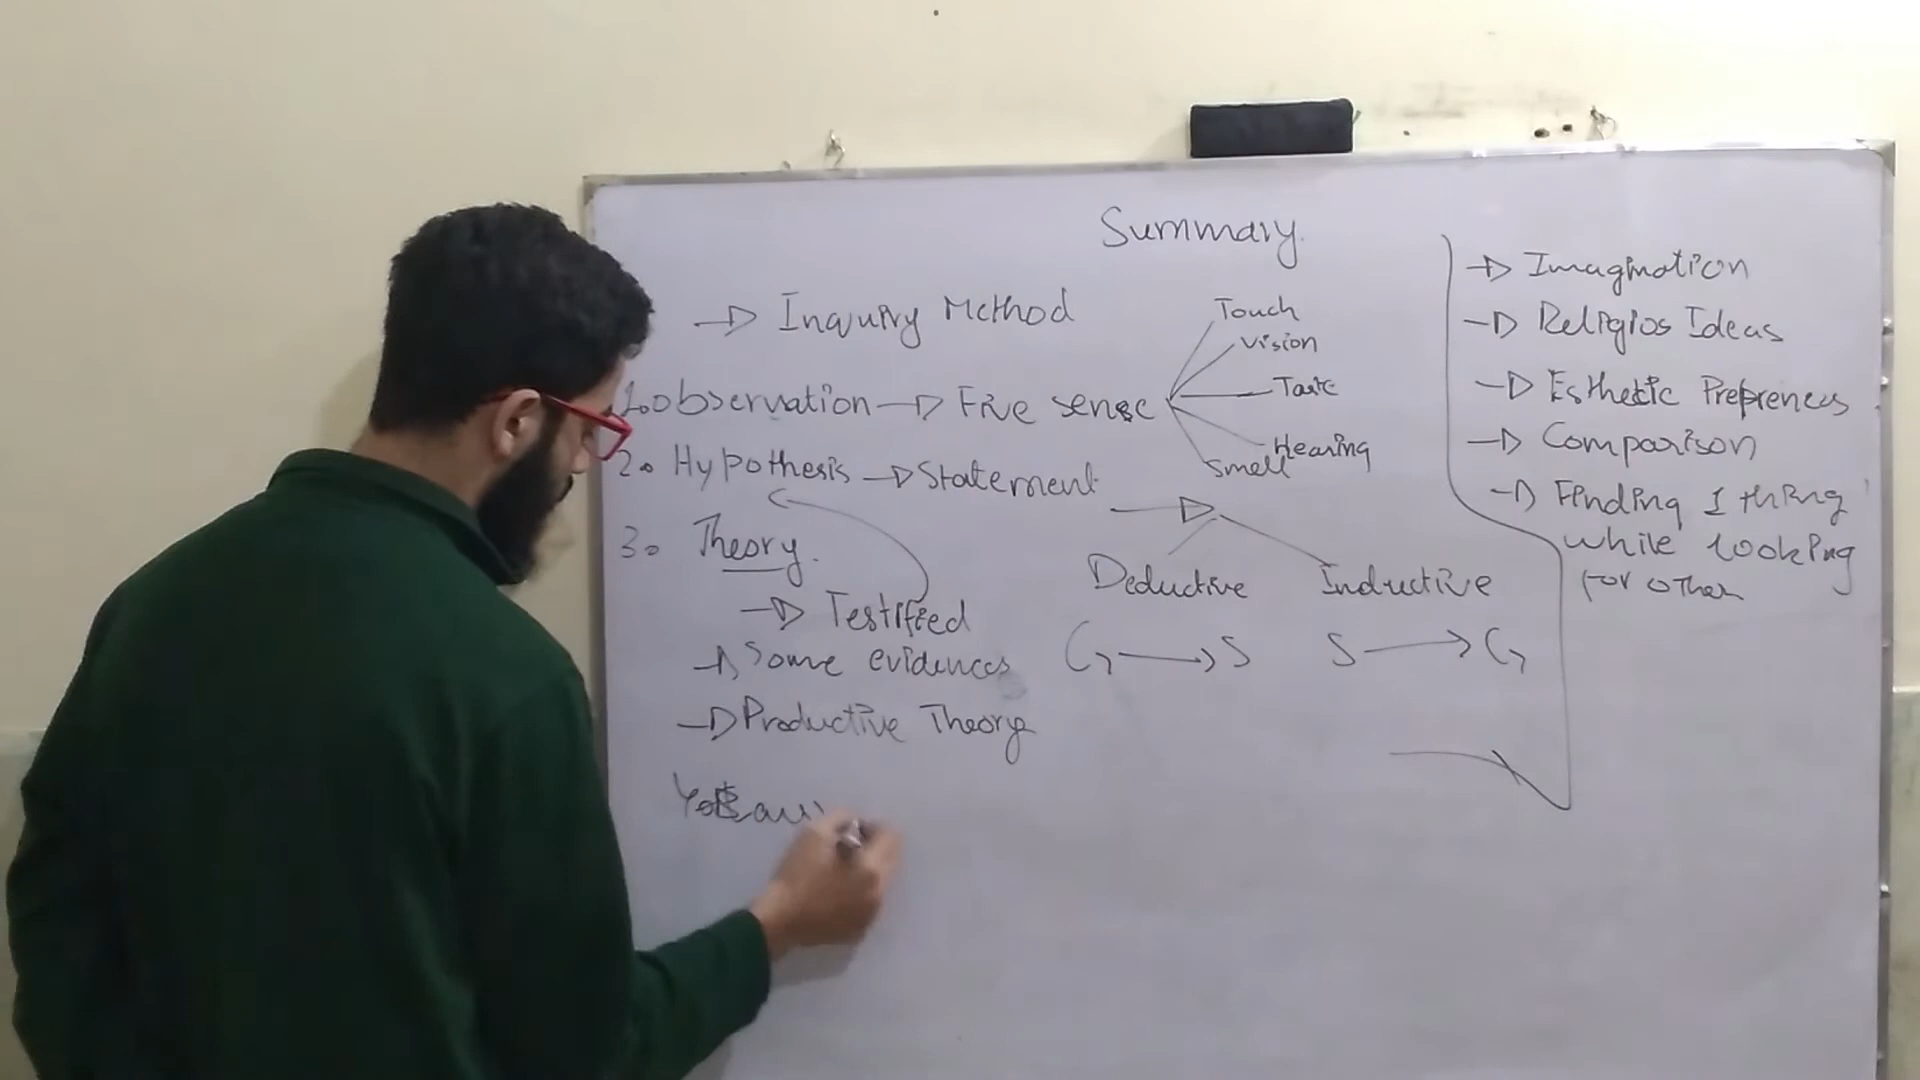 Summary.
Inquiry Method
1. observation → Five sense
Touch
Vision
Taste
Hearing
Smell
2. Hypothesis → Statement
Deductive
Inductive
G → S
S → G
3. Theory.
→ Testified
→ Some evidences
→ Productive Theory
→ Imagination
→ Religios Ideas
→ Esthetic Prepreneces
→ Comparison
→ Finding 1 thing
while looking
for other